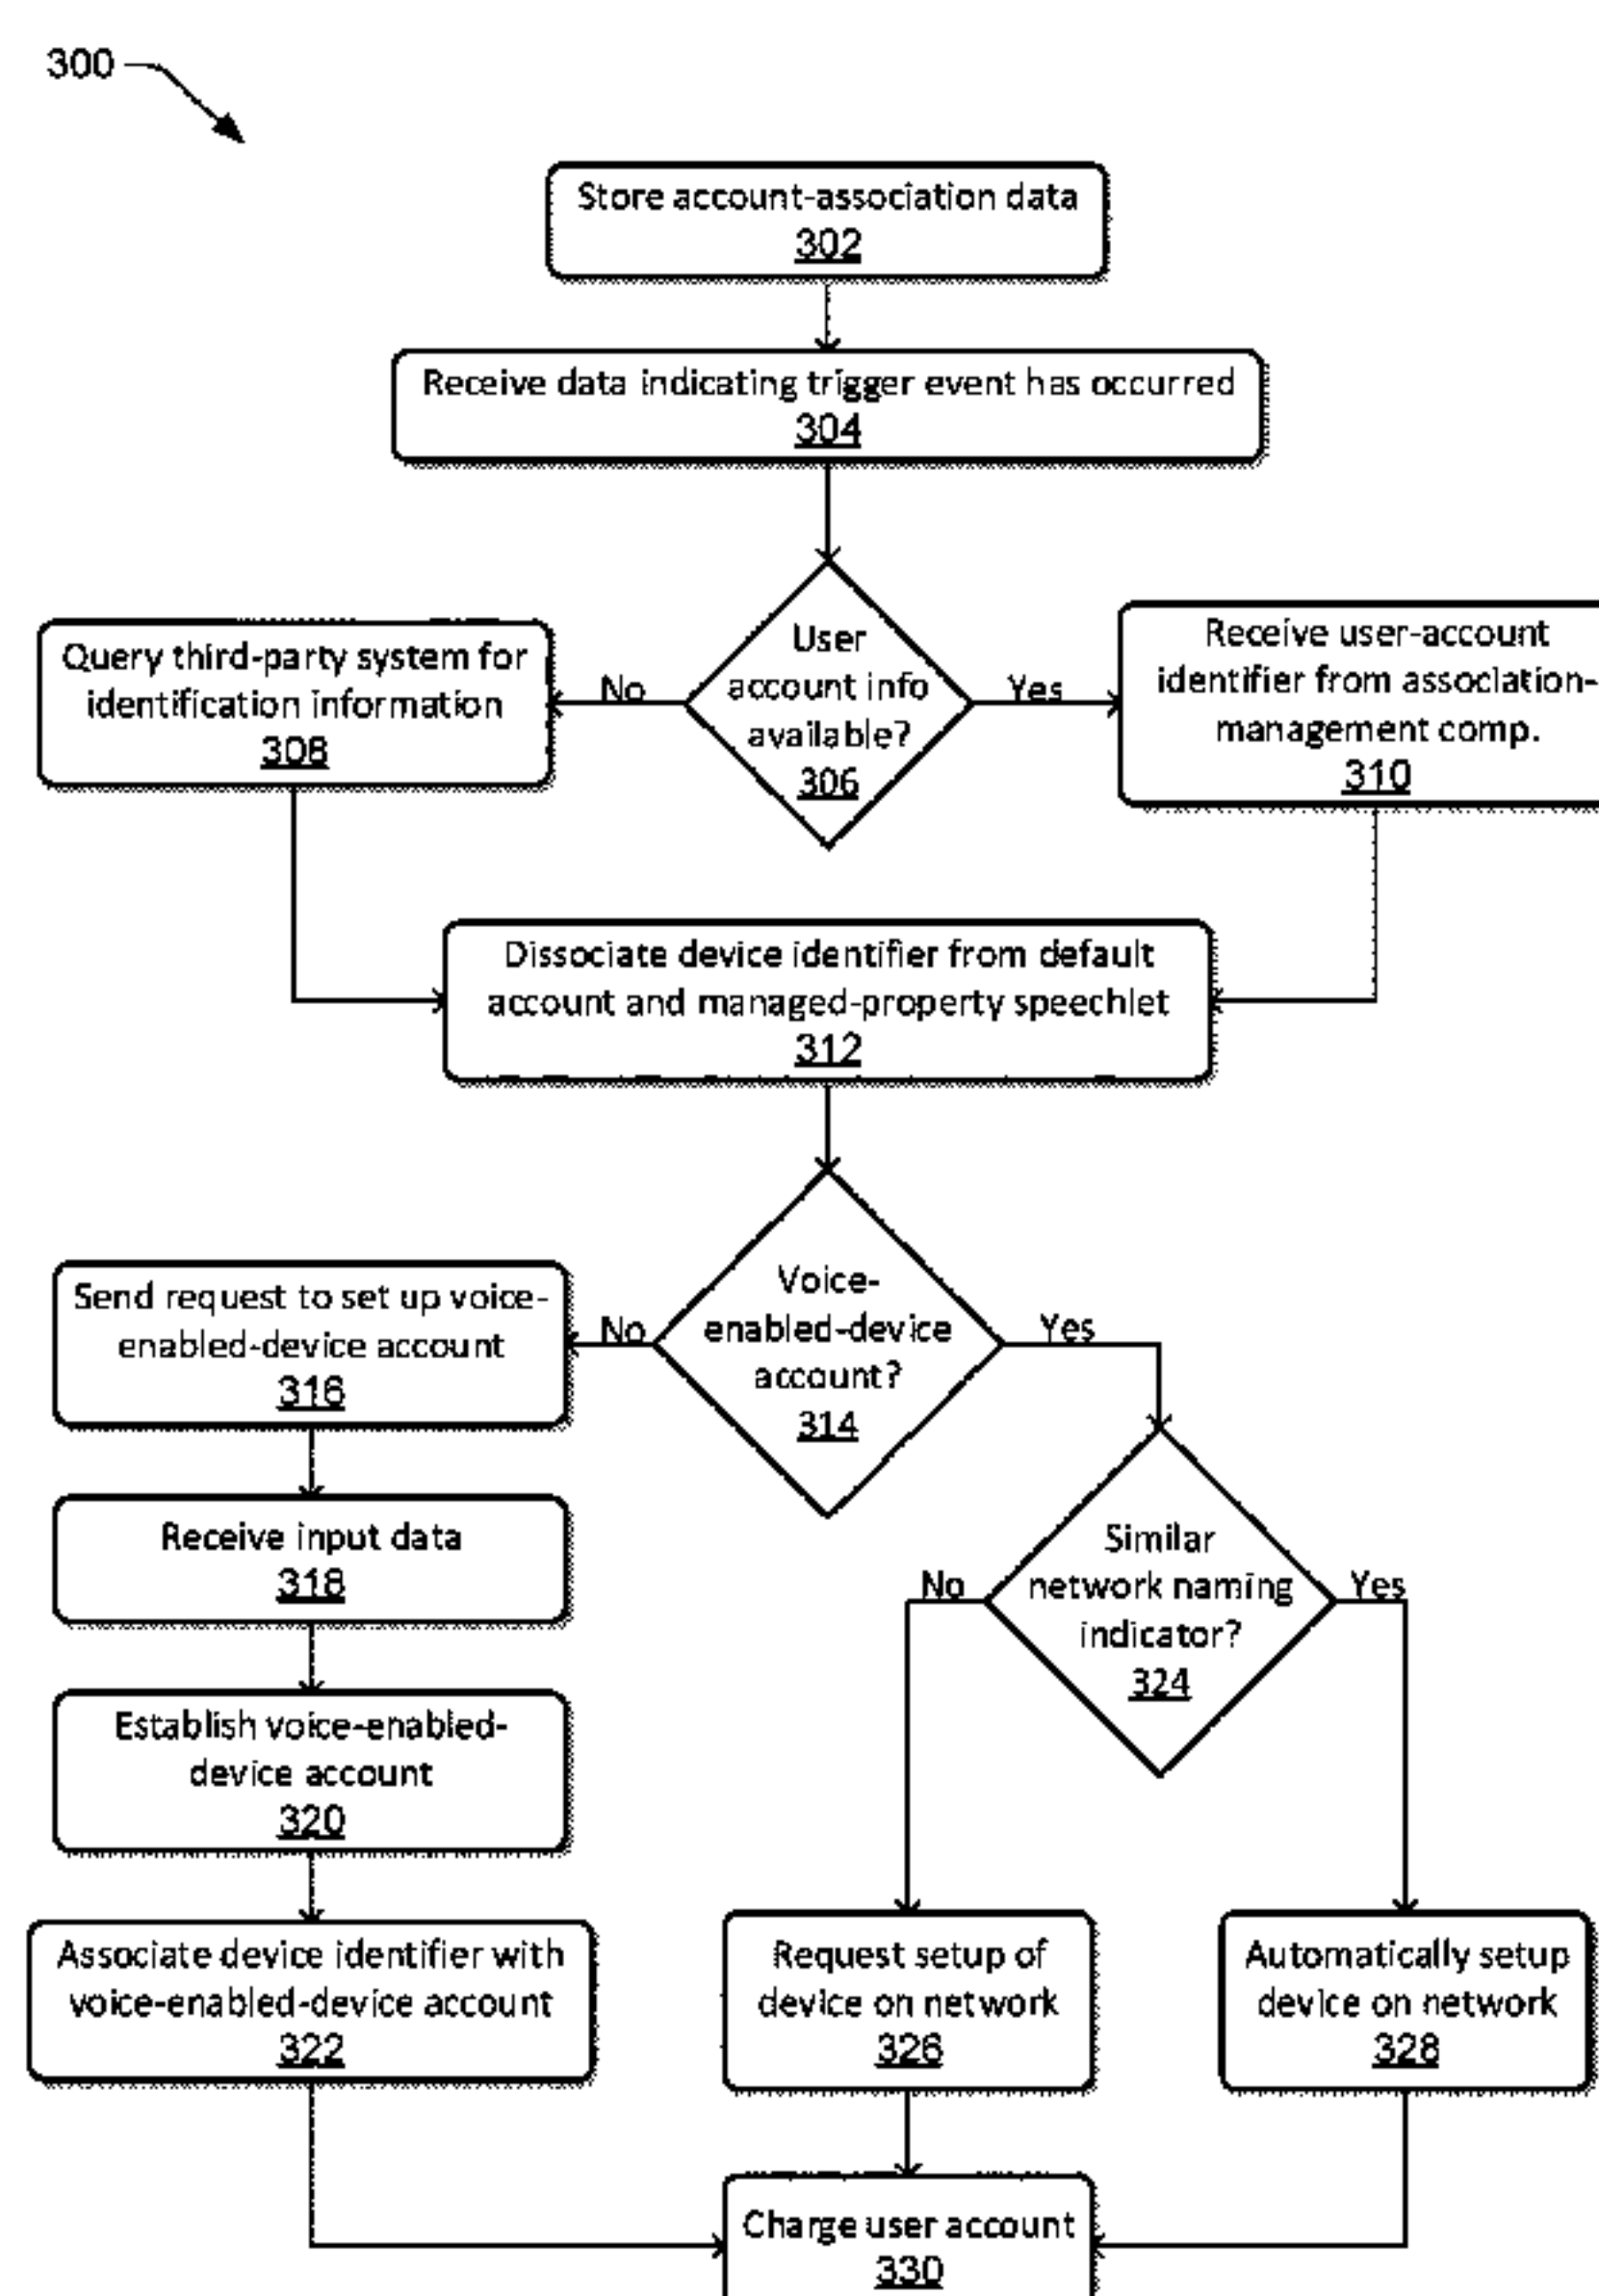 300
Store account-association data
302
Receive data indicating trigger event has occurred
304
User
account info
available?
306
No
Yes
Query third-party system for
identification information
308
Receive user-account
identifier from association-
management comp.
310
Dissociate device identifier from default
account and managed-property speechlet
312
Voice-
enabled-device
account?
314
No
Yes
Send request to set up voice-
enabled-device account
316
Receive input data
318
Establish voice-enabled-
device account
320
Associate device identifier with
voice-enabled-device account
322
Similar
network naming
indicator?
324
No
Yes
Request setup of
device on network
326
Automatically setup
device on network
328
Charge user account
330